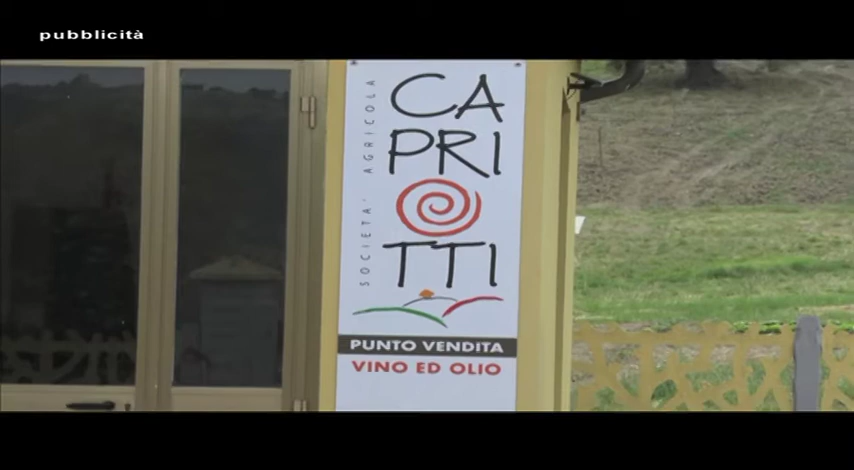 pubblicità
SOCIETA' AGRICOLA
CA
PRI
O
TTI
PUNTO VENDITA
VINO ED OLIO